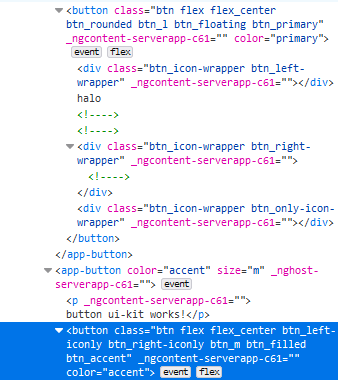 <button class="btn flex flex_center
btn_rounded btn_l btn_floating btn_primary"
_ngcontent-serverapp-c61="" color="primary">
event flex
<div class="btn_icon-wrapper btn_left-
wrapper" _ngcontent-serverapp-c61=""></div>
halo
<!---->
<!---->
<div class="btn_icon-wrapper btn_right-
wrapper" _ngcontent-serverapp-c61="">
<!---->
</div>
<div class="btn_icon-wrapper btn_only-icon-
wrapper" _ngcontent-serverapp-c61=""></div>
</button>
</app-button>
<app-button color="accent" size="m" _nghost-
serverapp-c61=""> event
<p _ngcontent-serverapp-c61="">
button ui-kit works!</p>
<button class="btn flex flex_center btn_left-
iconly btn_right-iconly btn_m btn_filled
btn_accent" _ngcontent-serverapp-c61=""
color="accent"> event flex